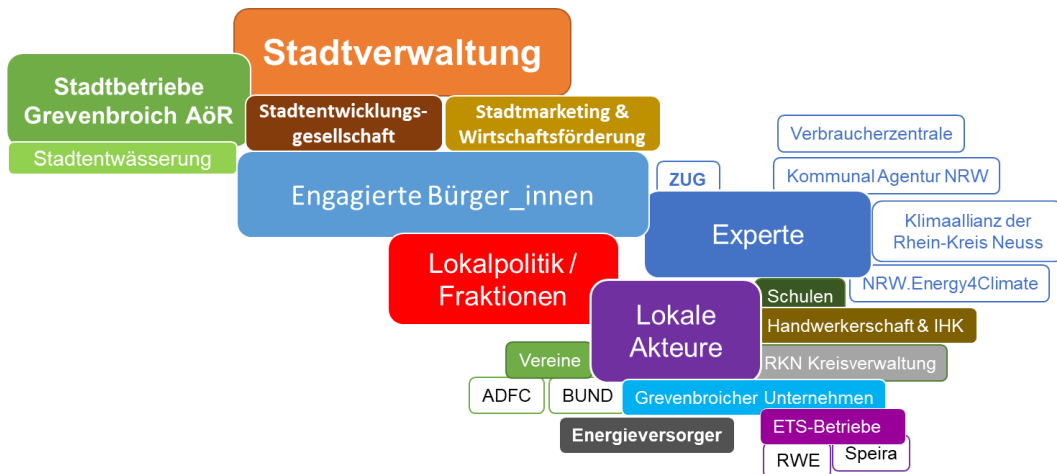 Stadtverwaltung
Stadtbetriebe
Grevenbroich AöR
Stadtentwässerung
Stadtentwicklungs-
gesellschaft
Stadtmarketing &
Wirtschaftsförderung
Engagierte Bürger_innen
ZUG
Verbraucherzentrale
Kommunal Agentur NRW
Experte
Klimaallianz der
Rhein-Kreis Neuss
NRW.Energy4Climate
Lokalpolitik /
Fraktionen
Lokale
Akteure
Schulen
Handwerkerschaft & IHK
RKN Kreisverwaltung
Vereine
ADFC
BUND
Grevenbroicher Unternehmen
Energieversorger
ETS-Betriebe
RWE
Speira